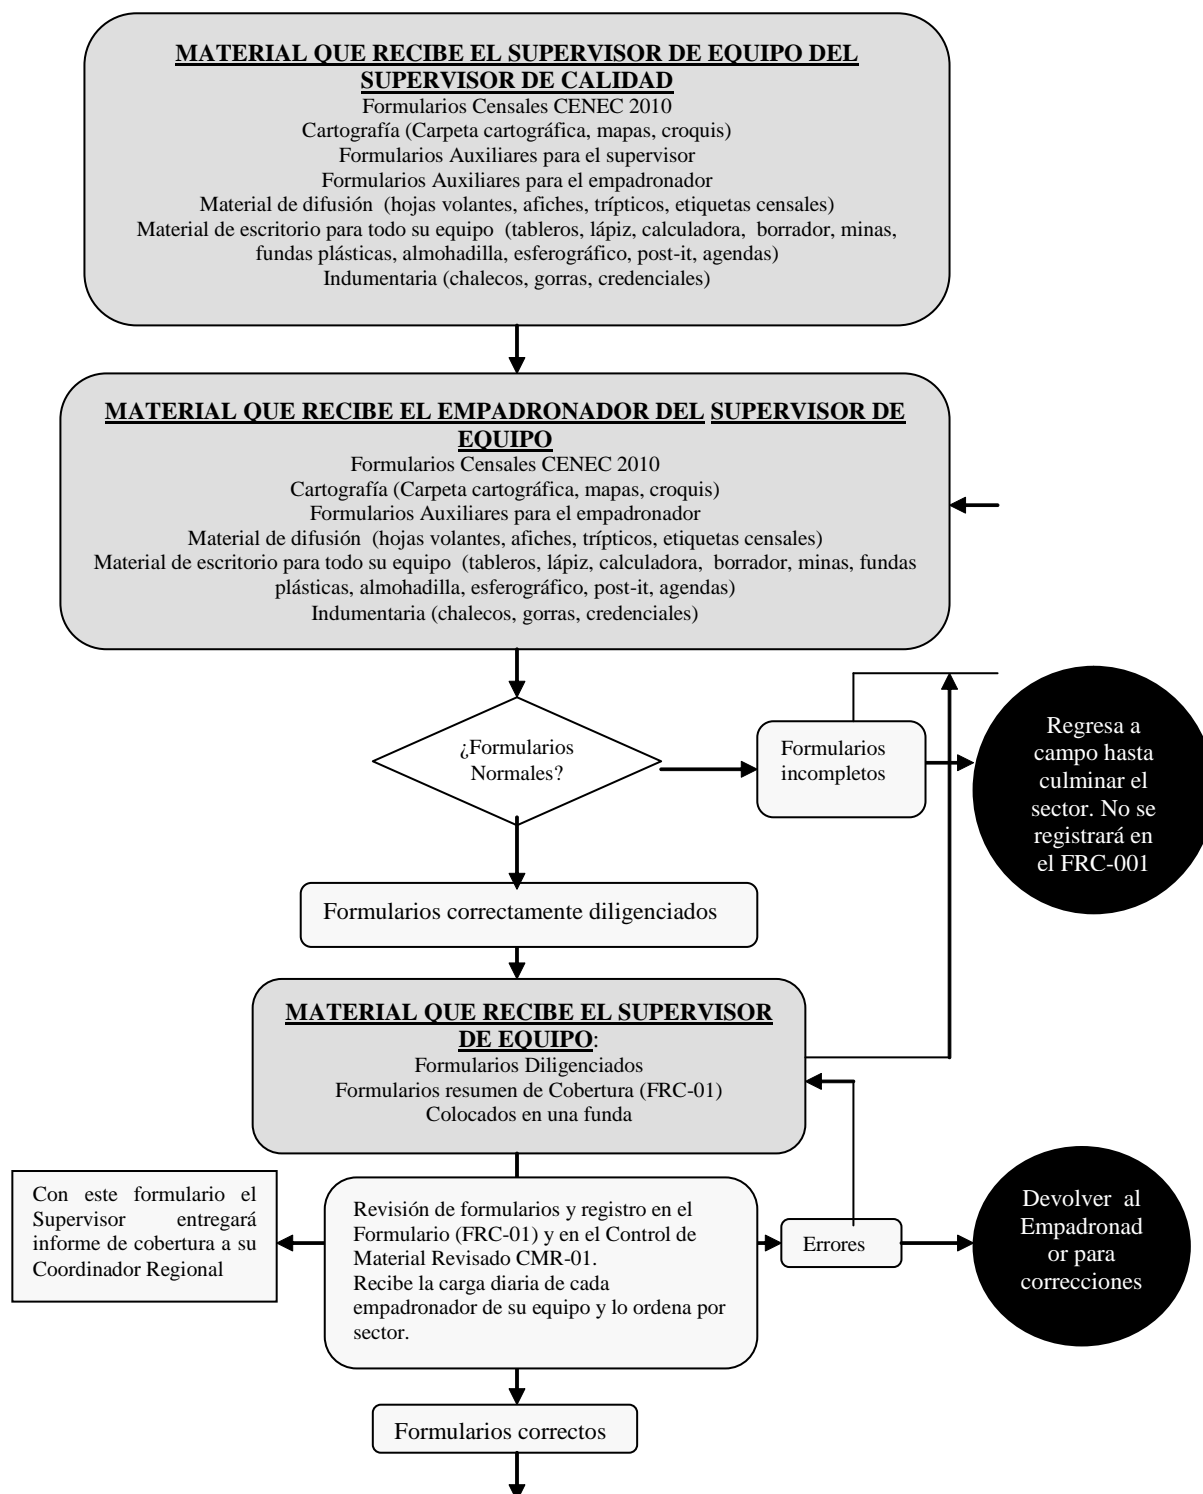 MATERIAL QUE RECIBE EL SUPERVISOR DE EQUIPO DEL
SUPERVISOR DE CALIDAD
Formularios Censales CENEC 2010
Cartografía (Carpeta cartográfica, mapas, croquis)
Formularios Auxiliares para el supervisor
Formularios Auxiliares para el empadronador
Material de difusión (hojas volantes, afiches, trípticos, etiquetas censales)
Material de escritorio para todo su equipo (tableros, lápiz, calculadora, borrador, minas,
fundas plásticas, almohadilla, esferográfico, post-it, agendas)
Indumentaria (chalecos, gorras, credenciales)
MATERIAL QUE RECIBE EL EMPADRONADOR DEL SUPERVISOR DE
EQUIPO
Formularios Censales CENEC 2010
Cartografía (Carpeta cartográfica, mapas, croquis)
Formularios Auxiliares para el empadronador
Material de difusión (hojas volantes, afiches, trípticos, etiquetas censales)
Material de escritorio para todo su equipo (tableros, lápiz, calculadora, borrador, minas, fundas
plásticas, almohadilla, esferográfico, post-it, agendas)
Indumentaria (chalecos, gorras, credenciales)
¿Formularios
Normales?
Formularios
incompletos
Regresa a
campo hasta
culminar el
sector. No se
registrará en
el FRC-001
Formularios correctamente diligenciados
MATERIAL QUE RECIBE EL SUPERVISOR
DE EQUIPO:
Formularios Diligenciados
Formularios resumen de Cobertura (FRC-01)
Colocados en una funda
Con este formulario el
Supervisor entregará
informe de cobertura a su
Coordinador Regional
Revisión de formularios y registro en el
Formulario (FRC-01) y en el Control de
Material Revisado CMR-01.
Recibe la carga diaria de cada
empadronador de su equipo y lo ordena por
sector.
Errores
Devolver al
Empadronad
or para
correcciones
Formularios correctos